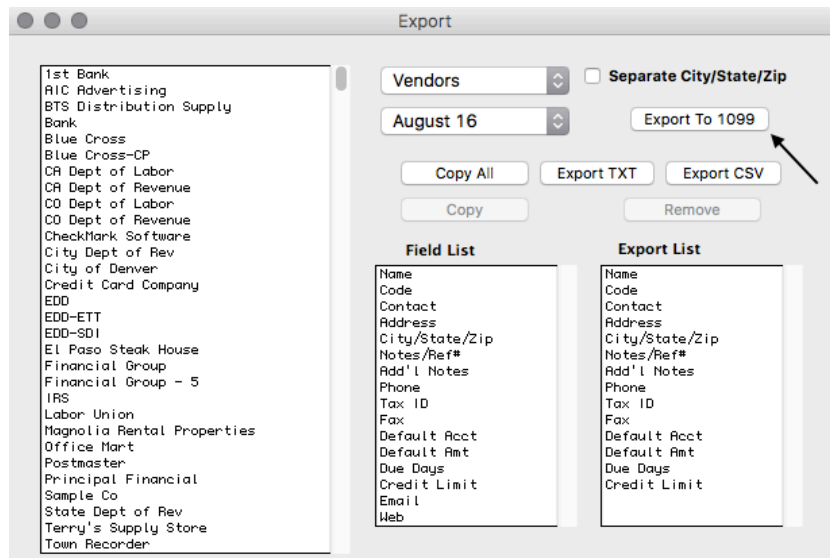 Export
1st Bank
AIC Advertising
BTS Distribution Supply
Bank
Blue Cross
Blue Cross-CP
CA Dept of Labor
CA Dept of Revenue
CO Dept of Labor
CO Dept of Revenue
CheckMark Software
City Dept of Rev
City of Denver
Credit Card Company
EDD
EDD-ETT
EDD-SDI
El Paso Steak House
Financial Group
Financial Group - 5
IRS
Labor Union
Magnolia Rental Properties
Office Mart
Postmaster
Principal Financial
Sample Co
State Dept of Rev
Terry's Supply Store
Town Recorder
Vendors
Separate City/State/Zip
August 16
Export To 1099
Copy All
Export TXT
Export CSV
Copy
Remove
Field List
Name
Code
Contact
Address
City/State/Zip
Notes/Ref#
Add'l Notes
Phone
Tax ID
Fax
Default Acct
Default Amt
Due Days
Credit Limit
Email
Web
Export List
Name
Code
Contact
Address
City/State/Zip
Notes/Ref#
Add'l Notes
Phone
Tax ID
Fax
Default Acct
Default Amt
Due Days
Credit Limit